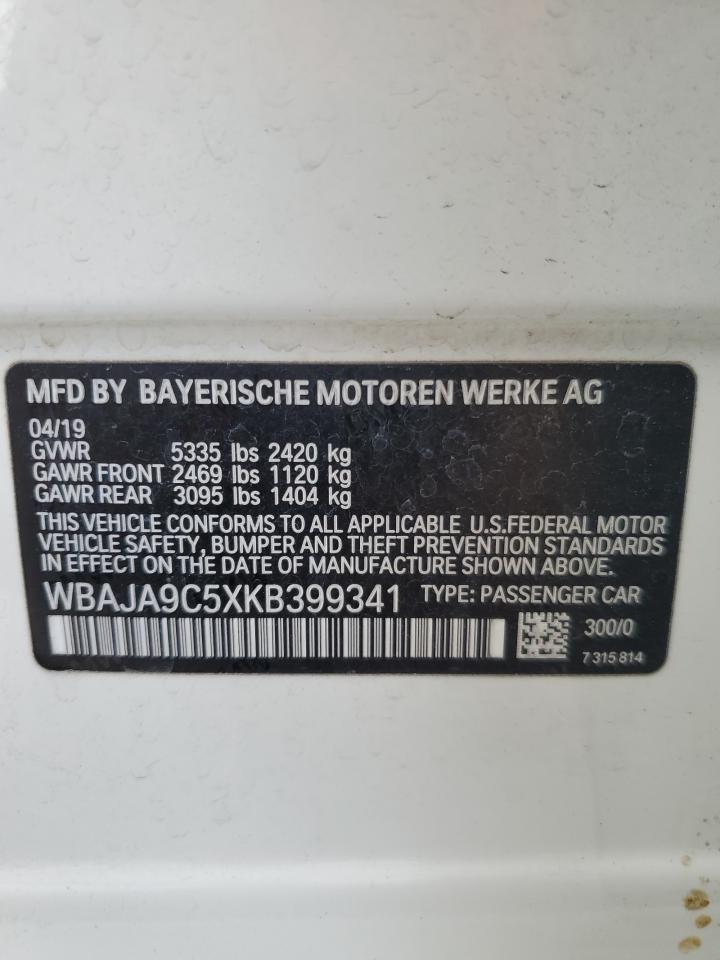 MFD BY BAYERISCHE MOTOREN WERKE AG
04/19
GVWR 5335 lbs 2420 kg
GAWR FRONT 2469 lbs 1120 kg
GAWR REAR 3095 lbs 1404 kg
THIS VEHICLE CONFORMS TO ALL APPLICABLE U.S.FEDERAL MOTOR
VEHICLE SAFETY, BUMPER AND THEFT PREVENTION STANDARDS
IN EFFECT ON THE DATE OF MANUFACTURE SHOWN ABOVE.
WBAJA9C5XKB399341 TYPE: PASSENGER CAR
300/0
7 315 814